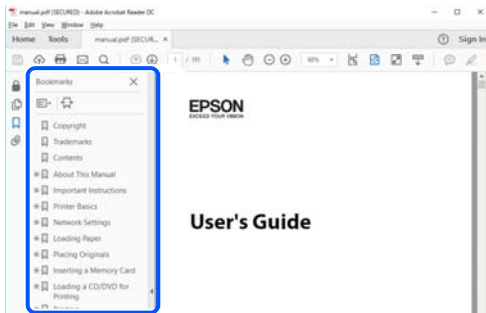 manual.pdf (SECURED) - Adobe Acrobat Reader DC
File Edit View Window Help
Home Tools manual.pdf (SECUR... × Sign In
Bookmarks
Copyright
Trademarks
Contents
About This Manual
Important Instructions
Printer Basics
Network Settings
Loading Paper
Placing Originals
Inserting a Memory Card
Loading a CD/DVD for
Printing
EPSON
EXCEED YOUR VISION
User's Guide